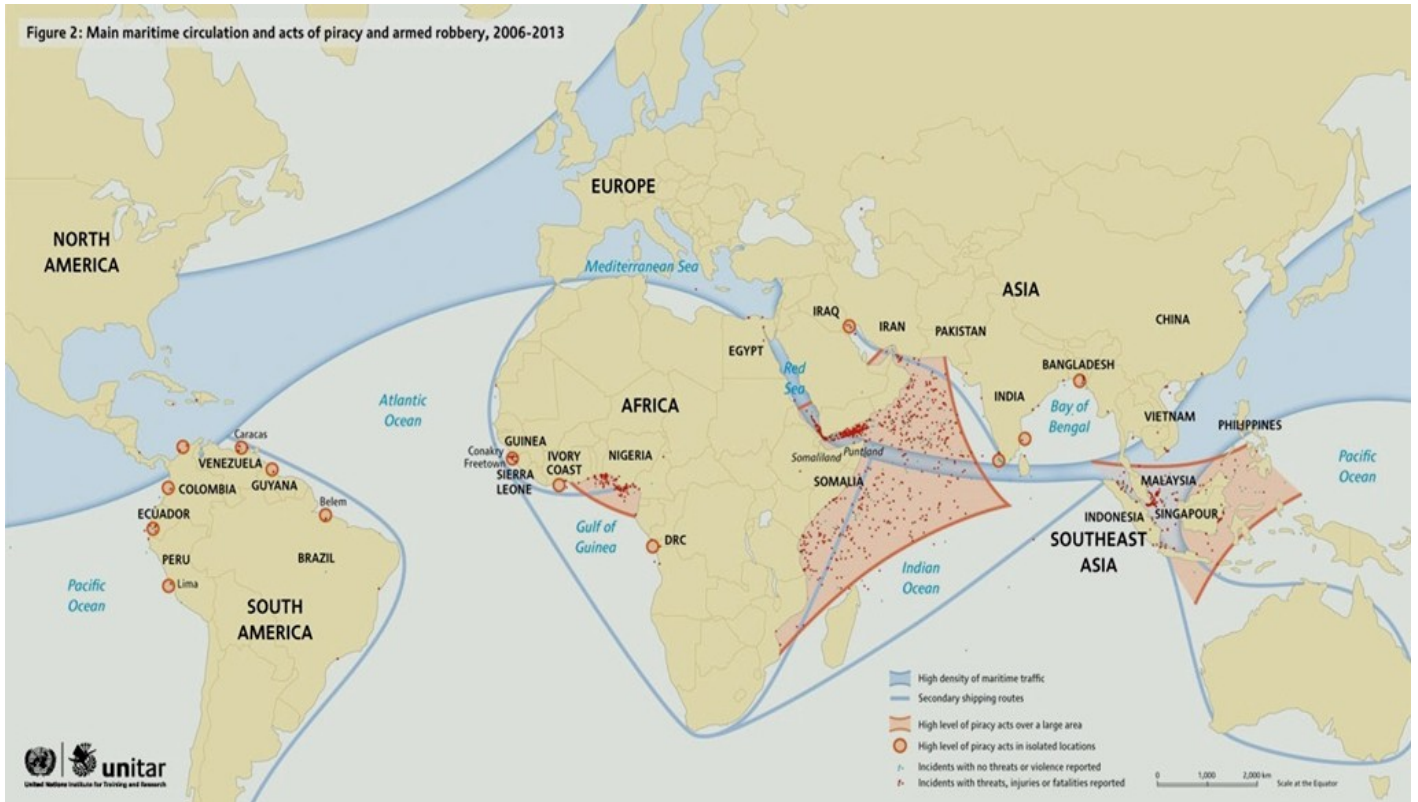 Figure 2: Main maritime circulation and acts of piracy and armed robbery, 2006-2013
EUROPE
NORTH
AMERICA
Mediterranean Sea
ASIA
IRAQ
IRAN
PAKISTAN
CHINA
EGYPT
BANGLADESH
Red
Sea
INDIA
Atlantic
Ocean
AFRICA
Bay of
Bengal
VIETNAM
PHILIPPINES
Caracas
GUINEA
Conakry
Freetown
IVORY
COAST
NIGERIA
Somaliland
Puntland
Pacific
Ocean
VENEZUELA
SIERRA
LEONE
SOMALIA
MALAYSIA
COLOMBIA
GUYANA
Belem
INDONESIA
SINGAPOUR
ECUADOR
Gulf of
Guinea
DRC
SOUTHEAST
ASIA
PERU
BRAZIL
Indian
Ocean
Pacific
Ocean
Lima
SOUTH
AMERICA
High density of maritime traffic
Secondary shipping routes
High level of piracy acts over a large area
High level of piracy acts in isolated locations
Incidents with no threats or violence reported
Incidents with threats, injuries or fatalities reported
unitar
United Nations Institute for Training and Research
0 1,000 2,000 km
Scale at the Equator